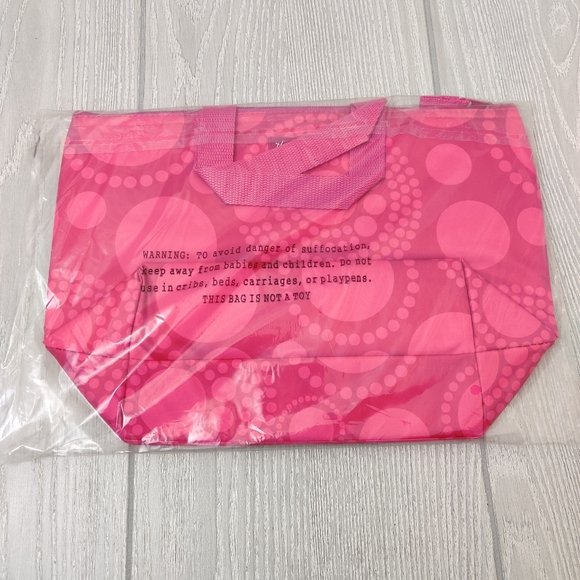 WARNING: TO avoid danger of suffocation,
keep away from babies and children. Do not
use in cribs, beds, carriages, or playpens.
THIS BAG IS NOT A TOY